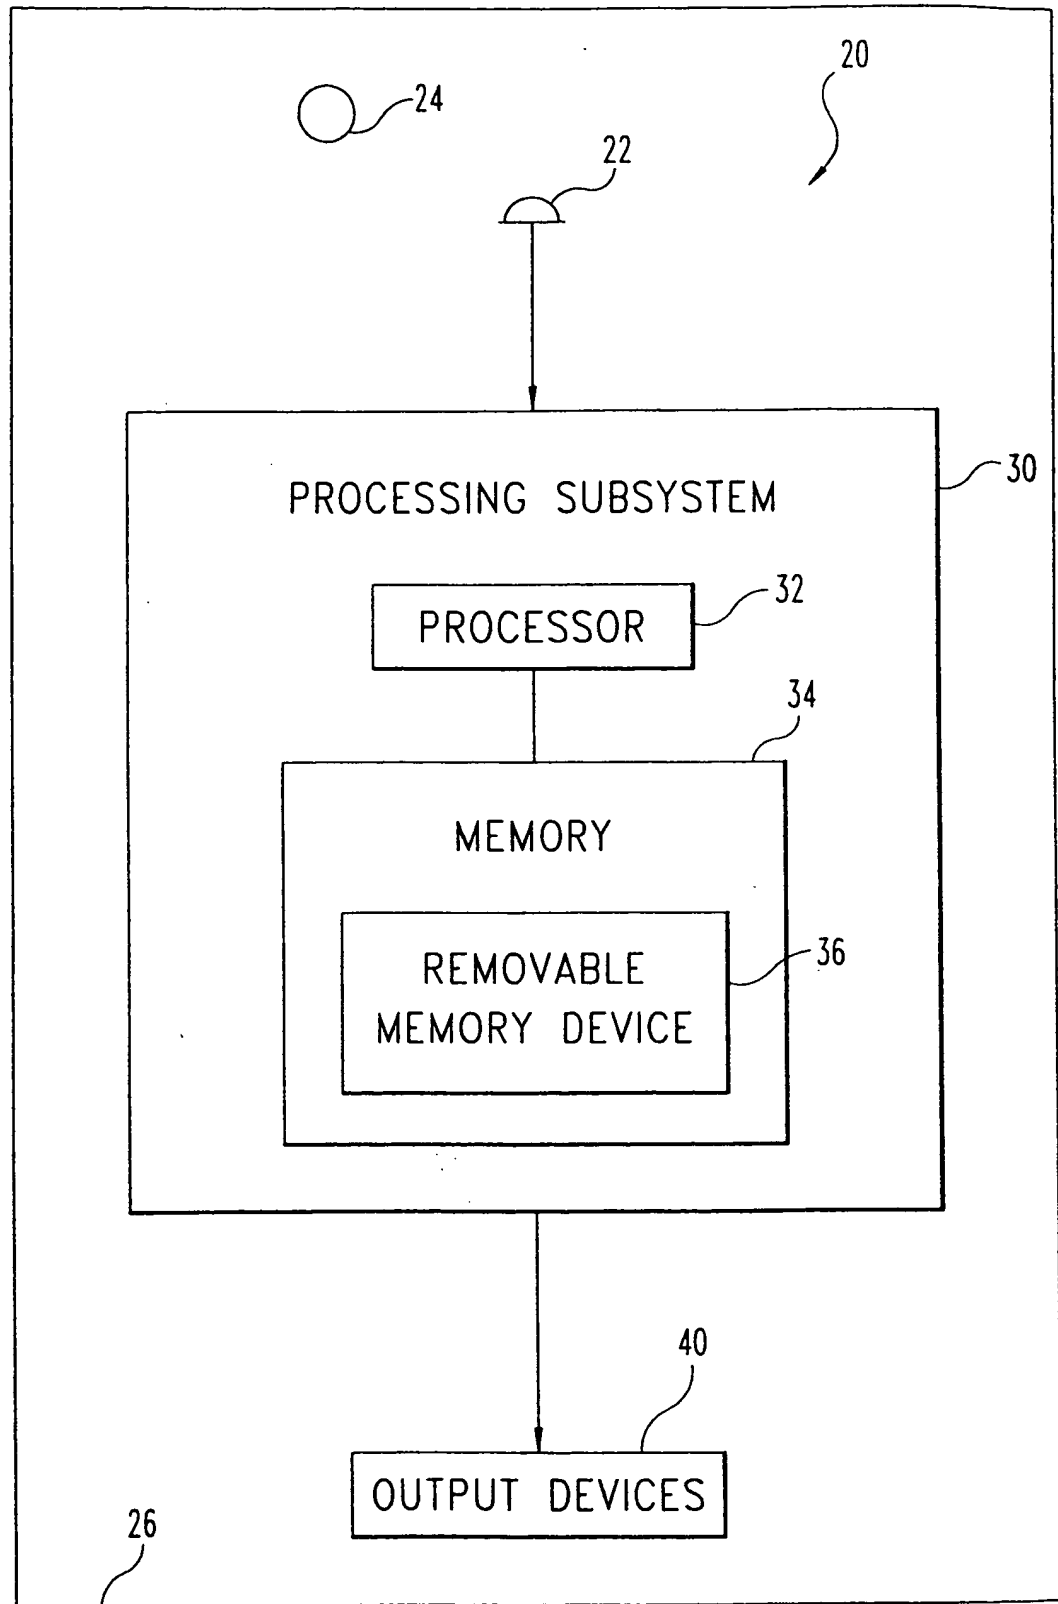 20
24
22
PROCESSING SUBSYSTEM
30
PROCESSOR
32
34
MEMORY
REMOVABLE
MEMORY DEVICE
36
40
OUTPUT DEVICES
26